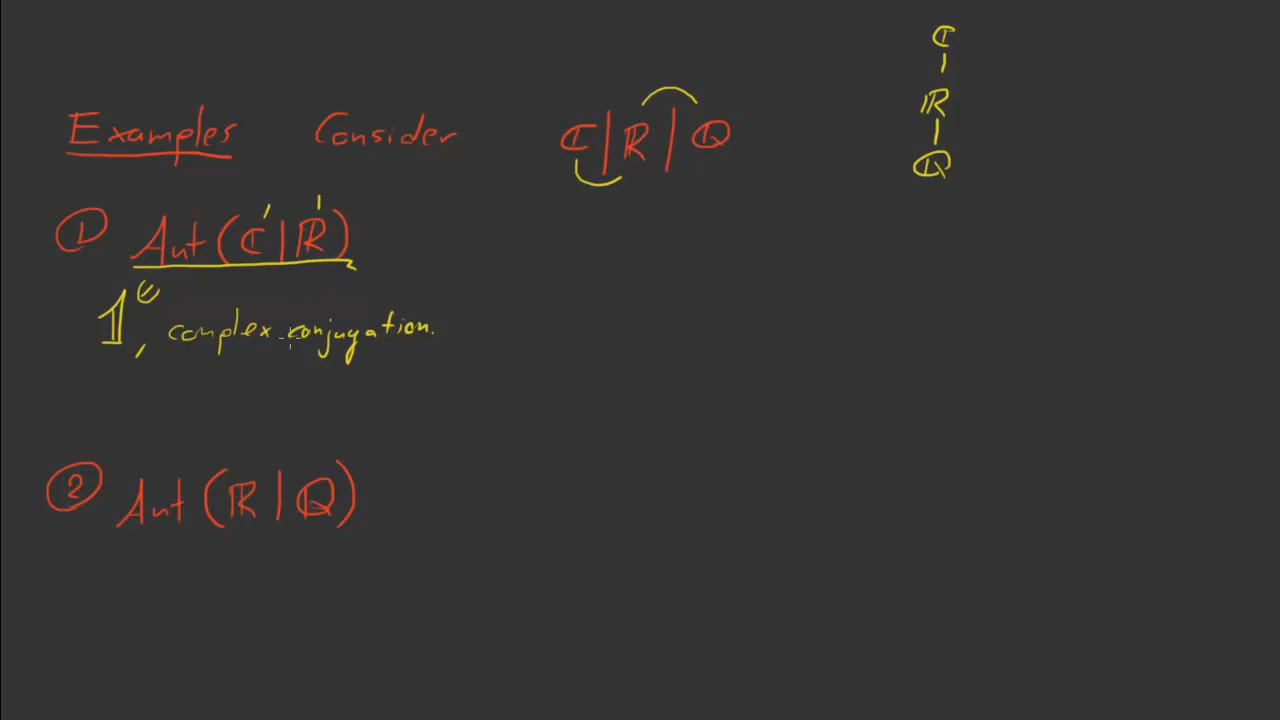 ℂ
ℝ
ℚ
Examples Consider ℂ|ℝ|ℚ
① Aut(ℂ|ℝ)
𝟙, complex conjugation.
② Aut(ℝ|ℚ)